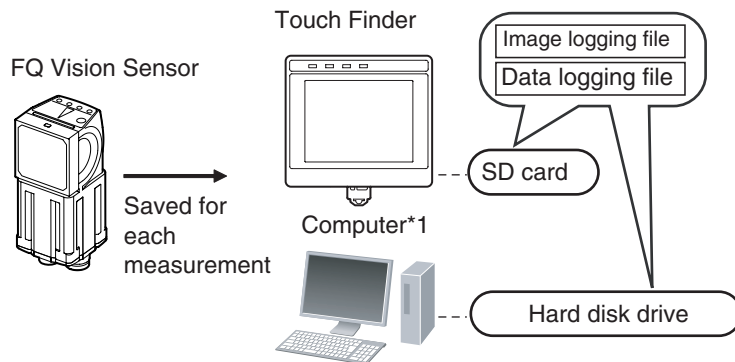 Touch Finder
Image logging file
Data logging file
FQ Vision Sensor
SD card
Saved for
each
measurement
Computer*1
Hard disk drive